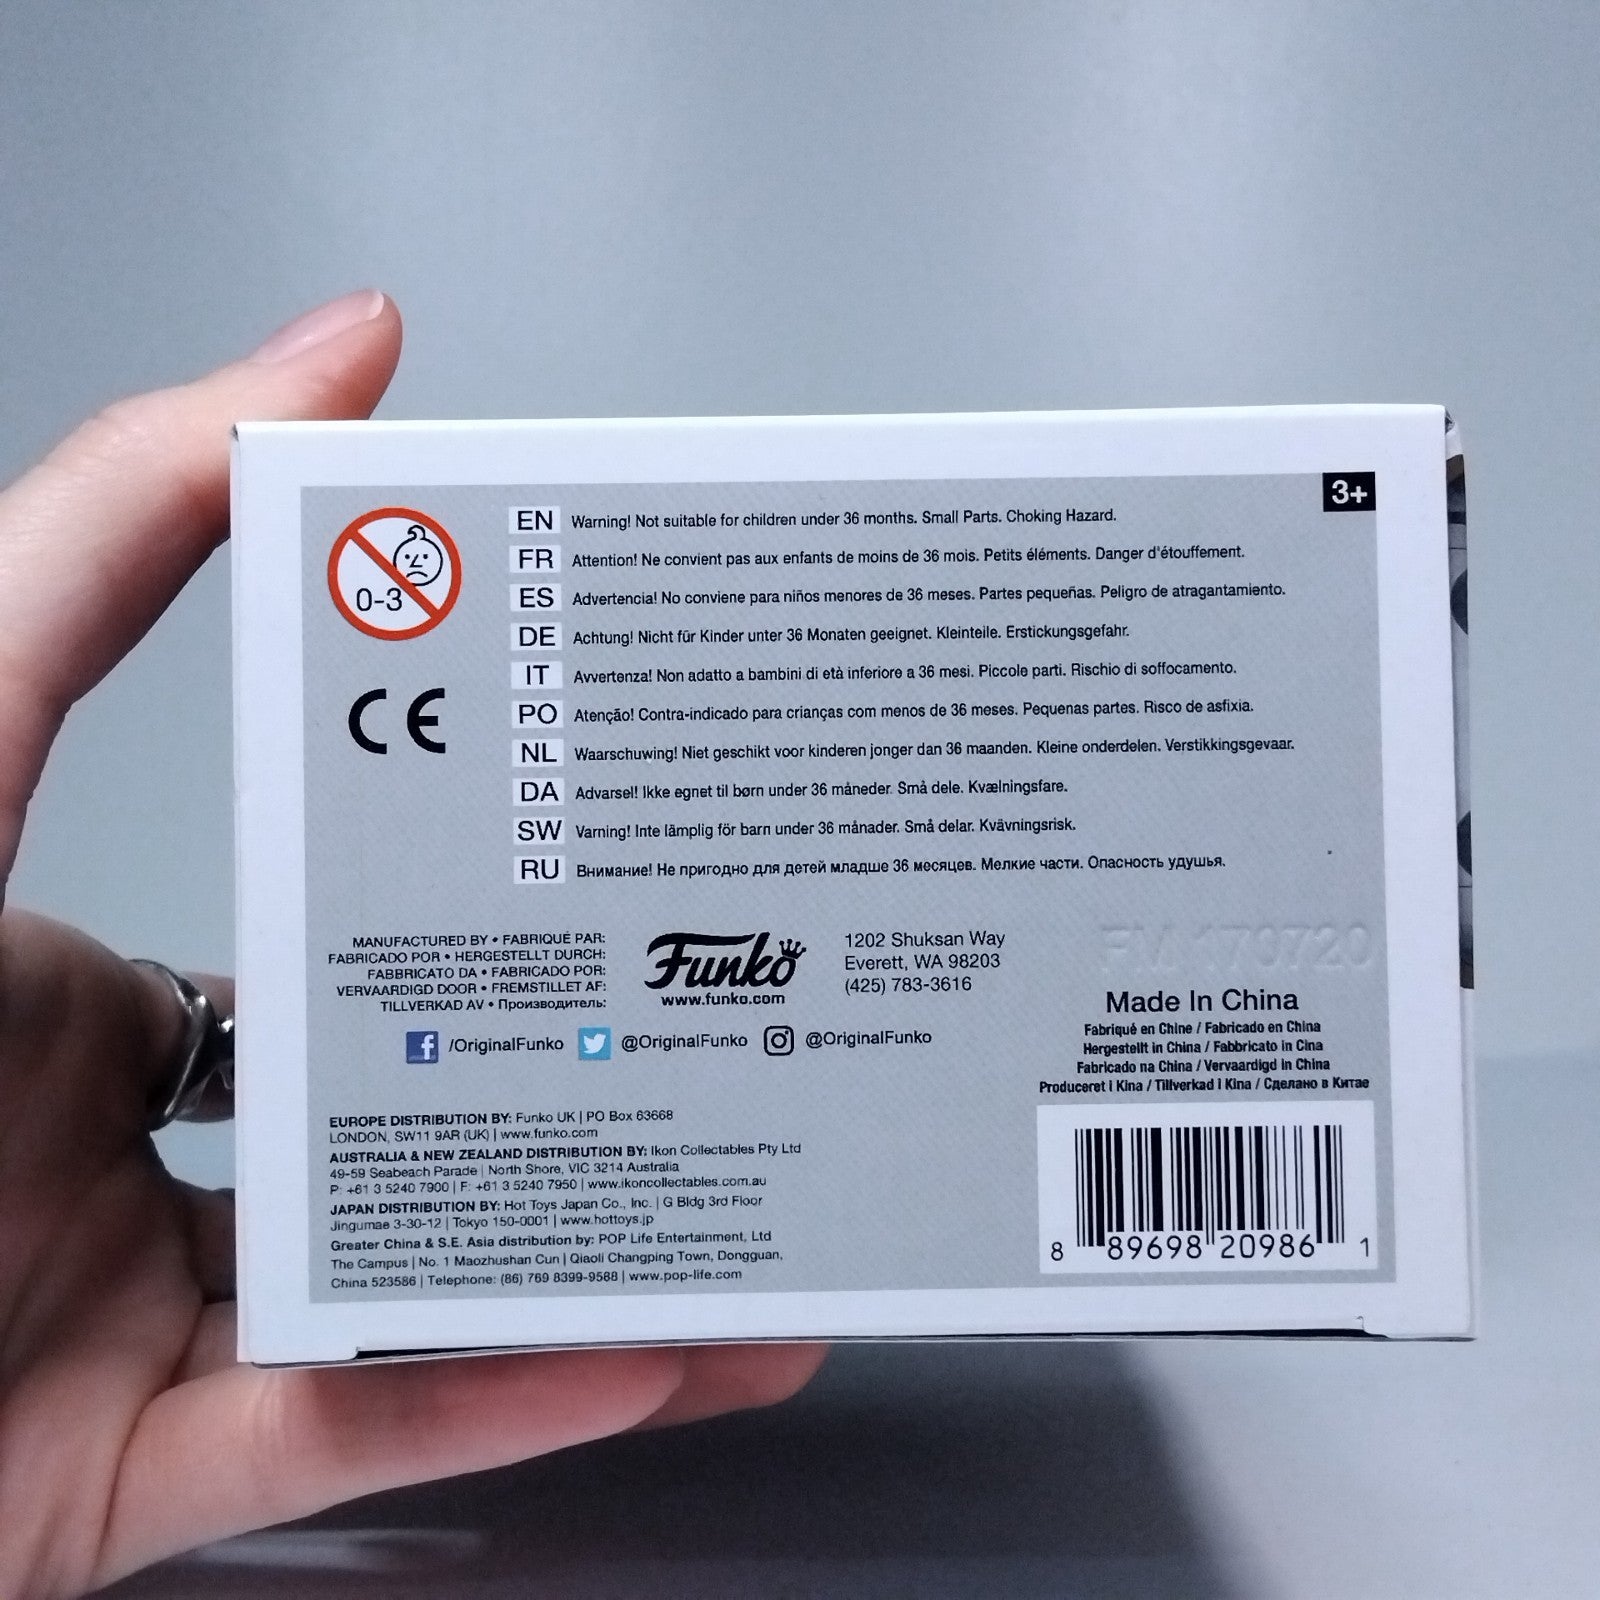 3+
0-3
EN Warning! Not suitable for children under 36 months. Small Parts. Choking Hazard.
FR Attention! Ne convient pas aux enfants de moins de 36 mois. Petits éléments. Danger d'étouffement.
ES Advertencia! No conviene para niños menores de 36 meses. Partes pequeñas. Peligro de atragantamiento.
DE Achtung! Nicht für Kinder unter 36 Monaten geeignet. Kleinteile. Erstickungsgefahr.
IT Avvertenza! Non adatto a bambini di età inferiore a 36 mesi. Piccole parti. Rischio di soffocamento.
PO Atenção! Contra-indicado para crianças com menos de 36 meses. Pequenas partes. Risco de asfixia.
NL Waarschuwing! Niet geschikt voor kinderen jonger dan 36 maanden. Kleine onderdelen. Verstikkingsgevaar.
DA Advarsel! Ikke egnet til børn under 36 måneder. Små dele. Kvælningsfare.
SW Varning! Inte lämplig för barn under 36 månader. Små delar. Kvävningsrisk.
RU Внимание! Не пригодно для детей младше 36 месяцев. Мелкие части. Опасность удушья.
CE
MANUFACTURED BY • FABRIQUÉ PAR:
FABRICADO POR • HERGESTELLT DURCH:
FABBRICATO DA • FABRICADO POR:
VERVAARDIGD DOOR • FREMSTILLET AF:
TILLVERKAD AV • Производитель:
Funko
www.funko.com
1202 Shuksan Way
Everett, WA 98203
(425) 783-3616
/OriginalFunko @OriginalFunko @OriginalFunko
Made In China
Fabriqué en Chine / Fabricado en China
Hergestellt in China / Fabbricato in Cina
Fabricado na China / Vervaardigd in China
Produceret i Kina / Tillverkad i Kina / Сделано в Китае
EUROPE DISTRIBUTION BY: Funko UK | PO Box 63668
LONDON, SW11 9AR (UK) | www.funko.com
AUSTRALIA & NEW ZEALAND DISTRIBUTION BY: Ikon Collectables Pty Ltd
49-59 Seabeach Parade | North Shore, VIC 3214 Australia
P: +61 3 5240 7900 | F: +61 3 5240 7950 | www.ikoncollectables.com.au
JAPAN DISTRIBUTION BY: Hot Toys Japan Co., Inc. | G Bldg 3rd Floor
Jingumae 3-30-12 | Tokyo 150-0001 | www.hottoys.jp
Greater China & S.E. Asia distribution by: POP Life Entertainment, Ltd
The Campus | No. 1 Maozhushan Cun | Qiaoli Changping Town, Dongguan,
China 523586 | Telephone: (86) 769 8399-9588 | www.pop-life.com
8 89698 20986 1